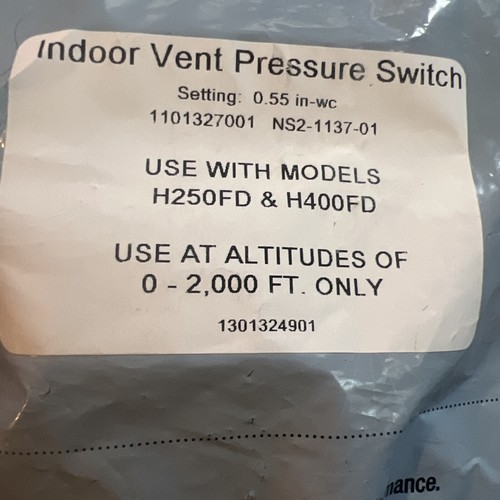 Indoor Vent Pressure Switch
Setting: 0.55 in-wc
1101327001 NS2-1137-01
USE WITH MODELS
H250FD & H400FD
USE AT ALTITUDES OF
0 - 2,000 FT. ONLY
1301324901